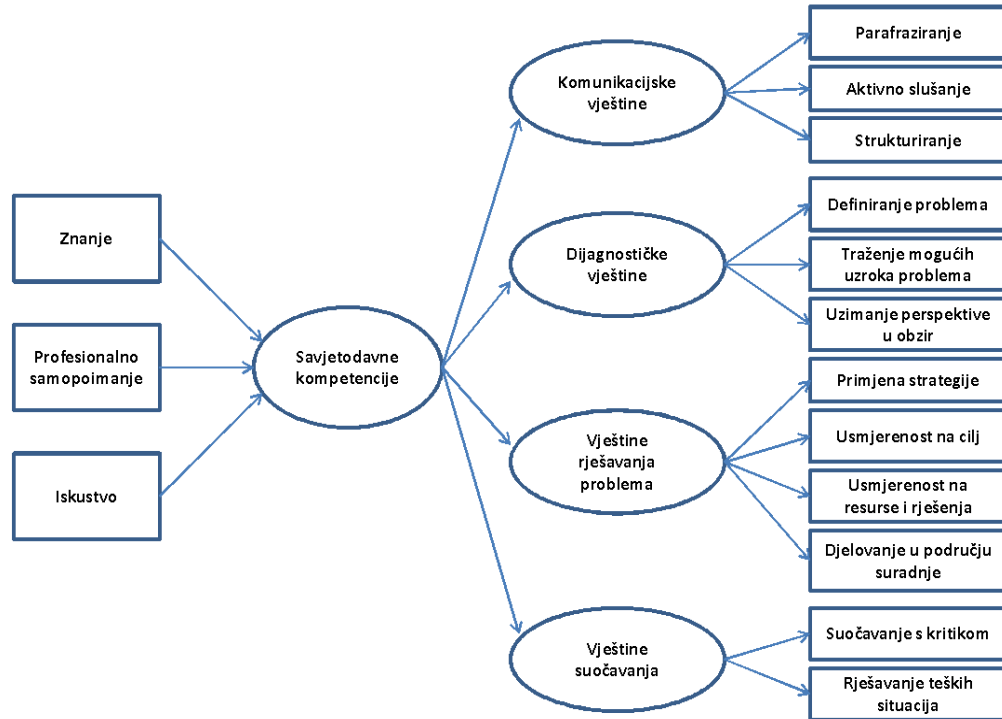 Znanje
Profesionalno
samopoimanje
Iskustvo
Savjetodavne
kompetencije
Komunikacijske
vještine
Dijagnostičke
vještine
Vještine
rješavanja
problema
Vještine
suočavanja
Parafraziranje
Aktivno slušanje
Strukturiranje
Definiranje problema
Traženje mogućih
uzroka problema
Uzimanje perspektive
u obzir
Primjena strategije
Usmjerenost na cilj
Usmjerenost na
resurse i rješenja
Djelovanje u području
suradnje
Suočavanje s kritikom
Rješavanje teških
situacija